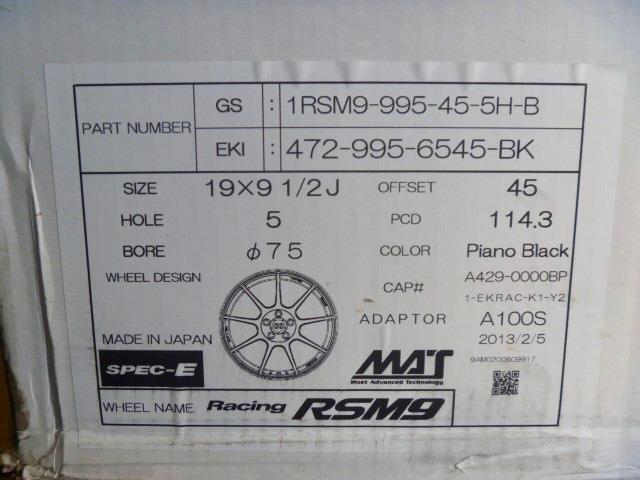 PART NUMBER
GS : 1RSM9-995-45-5H-B
EKI : 472-995-6545-BK
SIZE 19×9 1/2J OFFSET 45
HOLE 5 PCD 114.3
BORE φ75 COLOR Piano Black
WHEEL DESIGN CAP# A429-0000BP
1-EKRAC-K1-Y2
ADAPTOR A100S
MADE IN JAPAN 2013/2/5
SPEC-E MAT'S 9AM0200609917
Most Advanced Technology
WHEEL NAME Racing RSM9